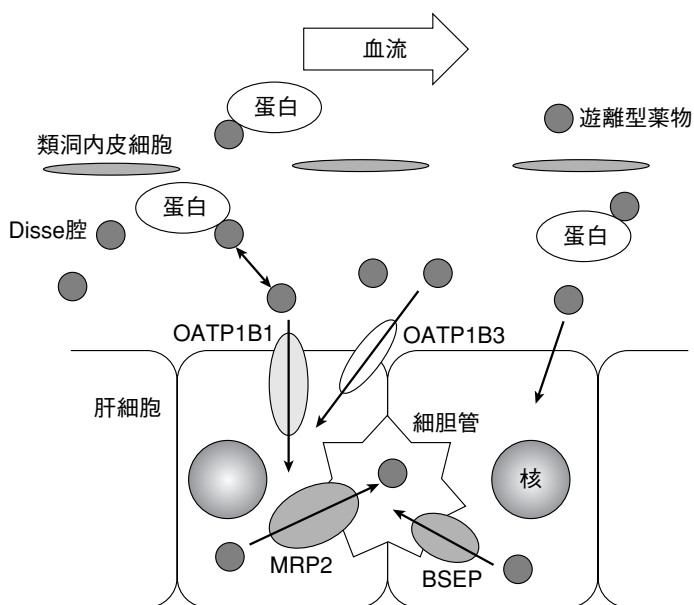 血流
蛋白
遊離型薬物
類洞内皮細胞
蛋白
Disse腔
蛋白
OATP1B1
OATP1B3
肝細胞
細胆管
核
MRP2
BSEP